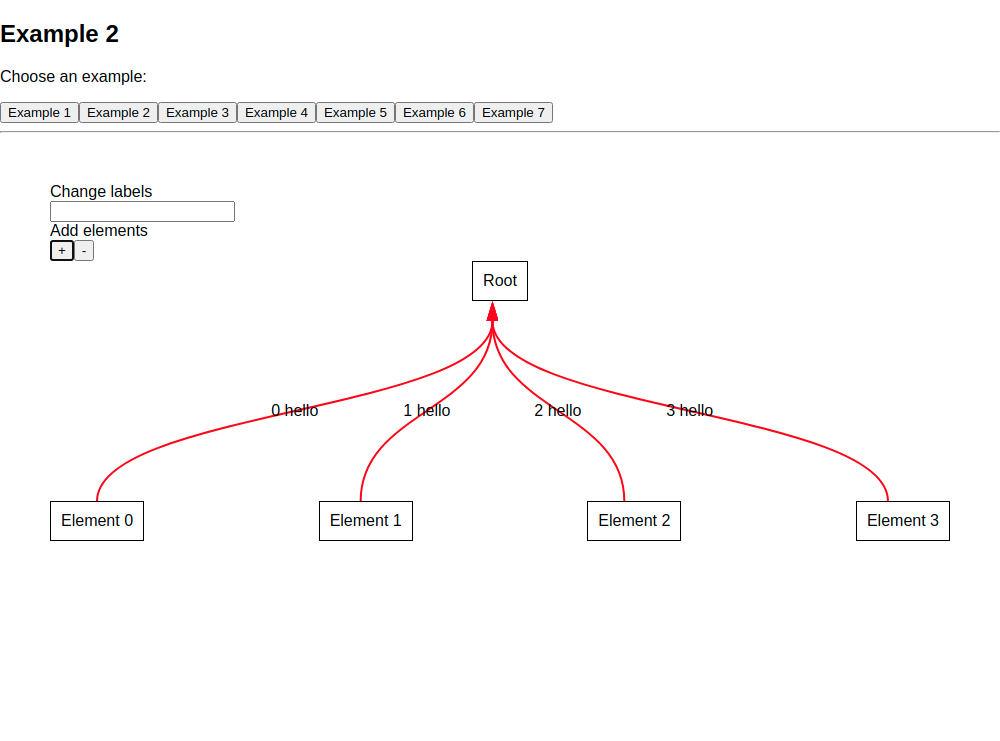 Example 2
Choose an example:
Example 1 Example 2 Example 3 Example 4 Example 5 Example 6 Example 7
Change labels
Add elements
+ -
Root
0 hello 1 hello 2 hello 3 hello
Element 0 Element 1 Element 2 Element 3